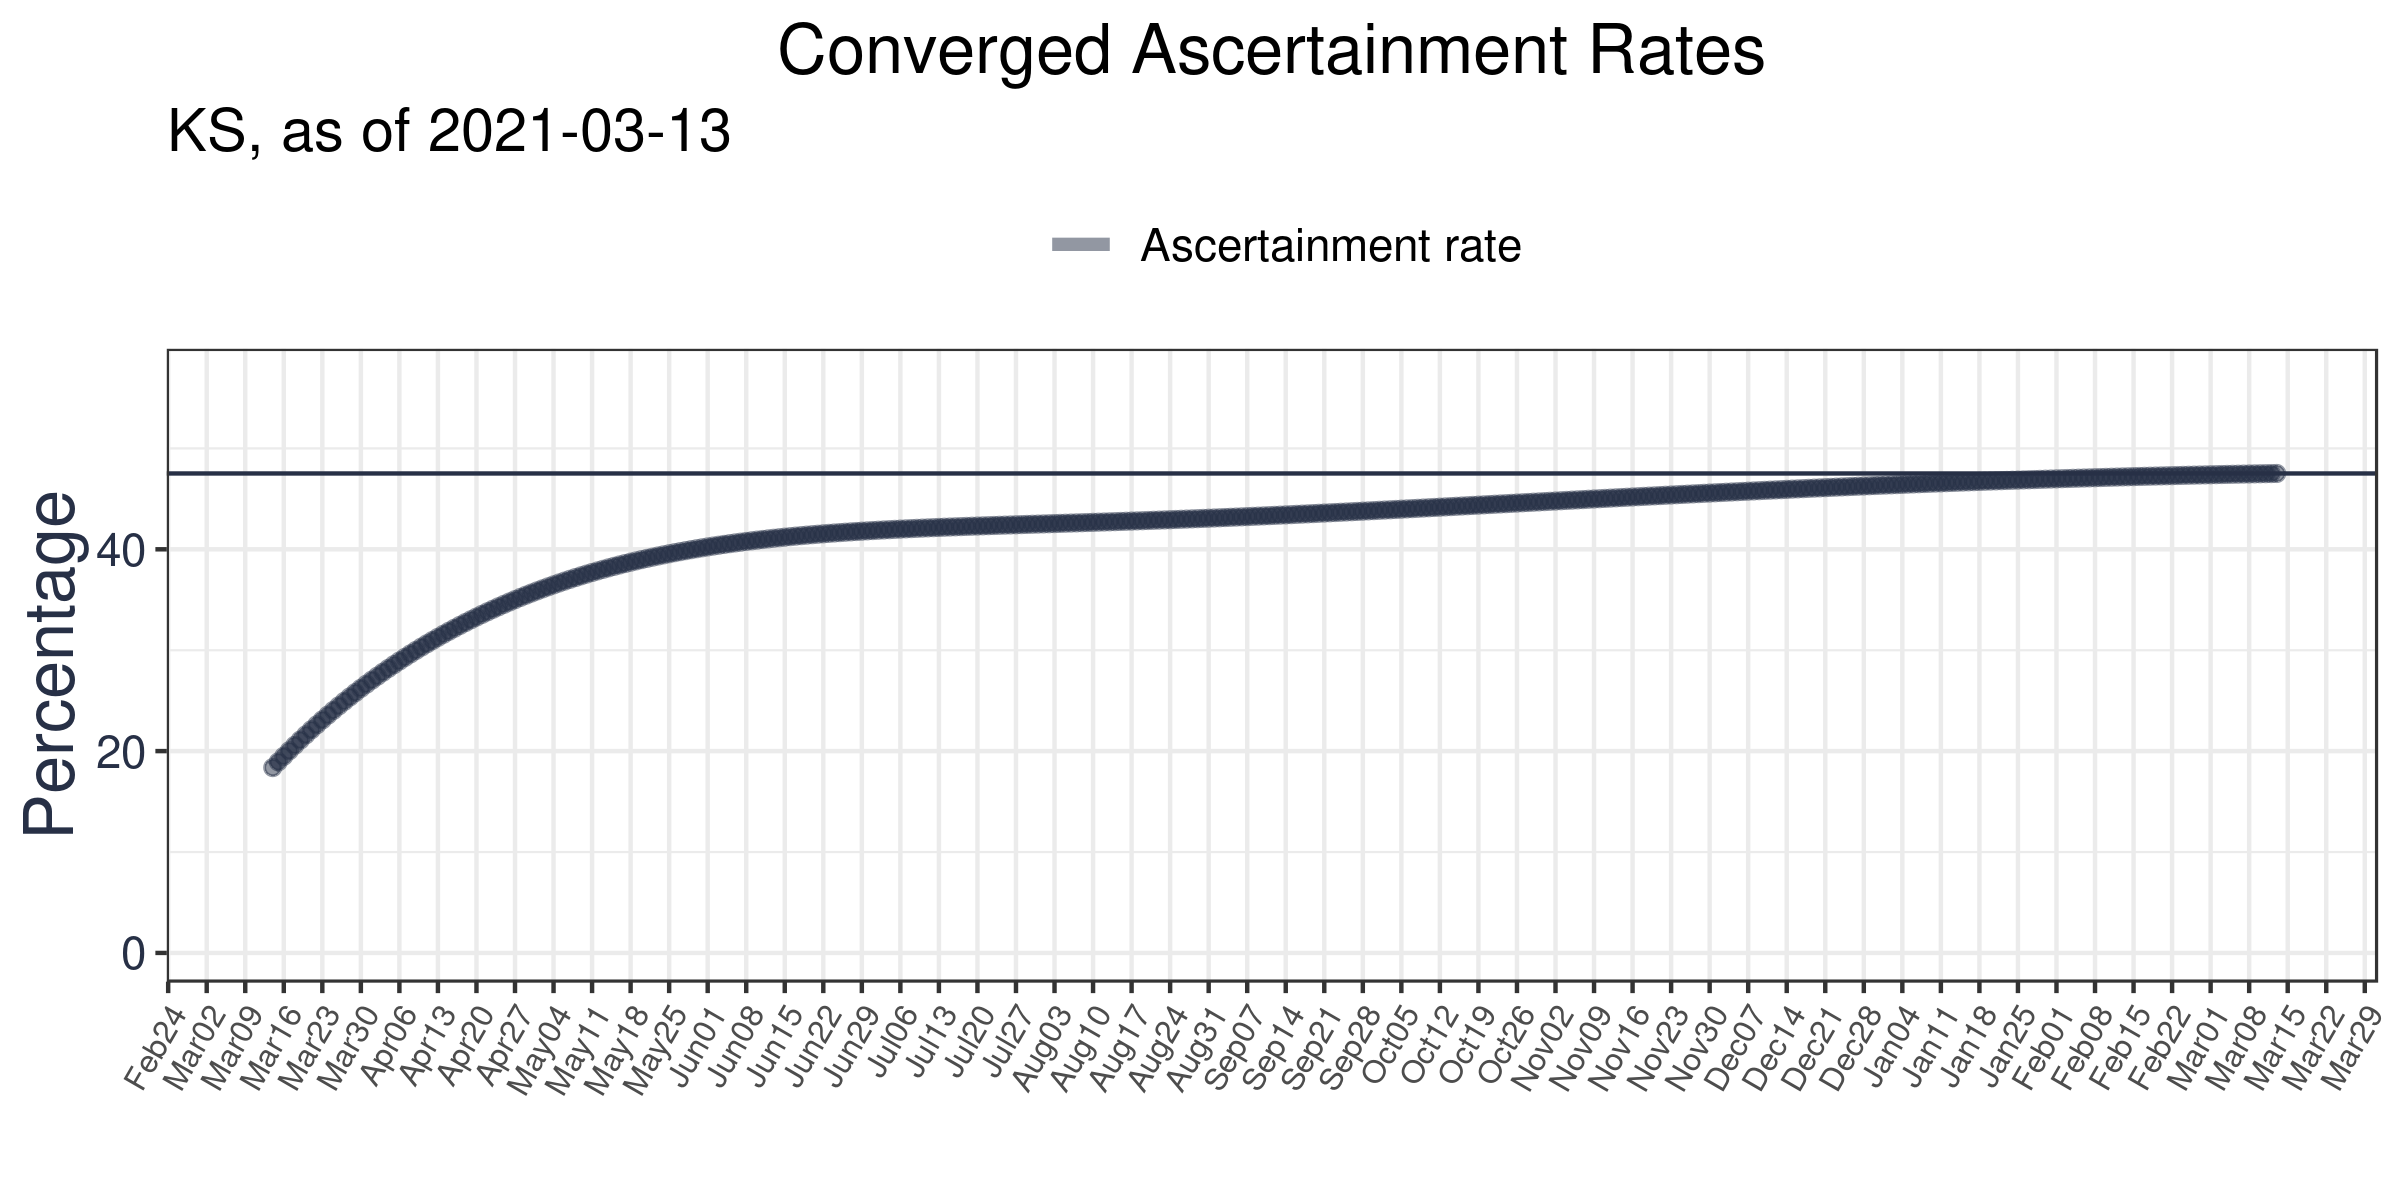 Converged Ascertainment Rates
KS, as of 2021-03-13
Ascertainment rate
Percentage
40
20
0
Feb24
Mar02
Mar09
Mar16
Mar23
Mar30
Apr06
Apr13
Apr20
Apr27
May04
May11
May18
May25
Jun01
Jun08
Jun15
Jun22
Jun29
Jul06
Jul13
Jul20
Jul27
Aug03
Aug10
Aug17
Aug24
Aug31
Sep07
Sep14
Sep21
Sep28
Oct05
Oct12
Oct19
Oct26
Nov02
Nov09
Nov16
Nov23
Nov30
Dec07
Dec14
Dec21
Dec28
Jan04
Jan11
Jan18
Jan25
Feb01
Feb08
Feb15
Feb22
Mar01
Mar08
Mar15
Mar22
Mar29